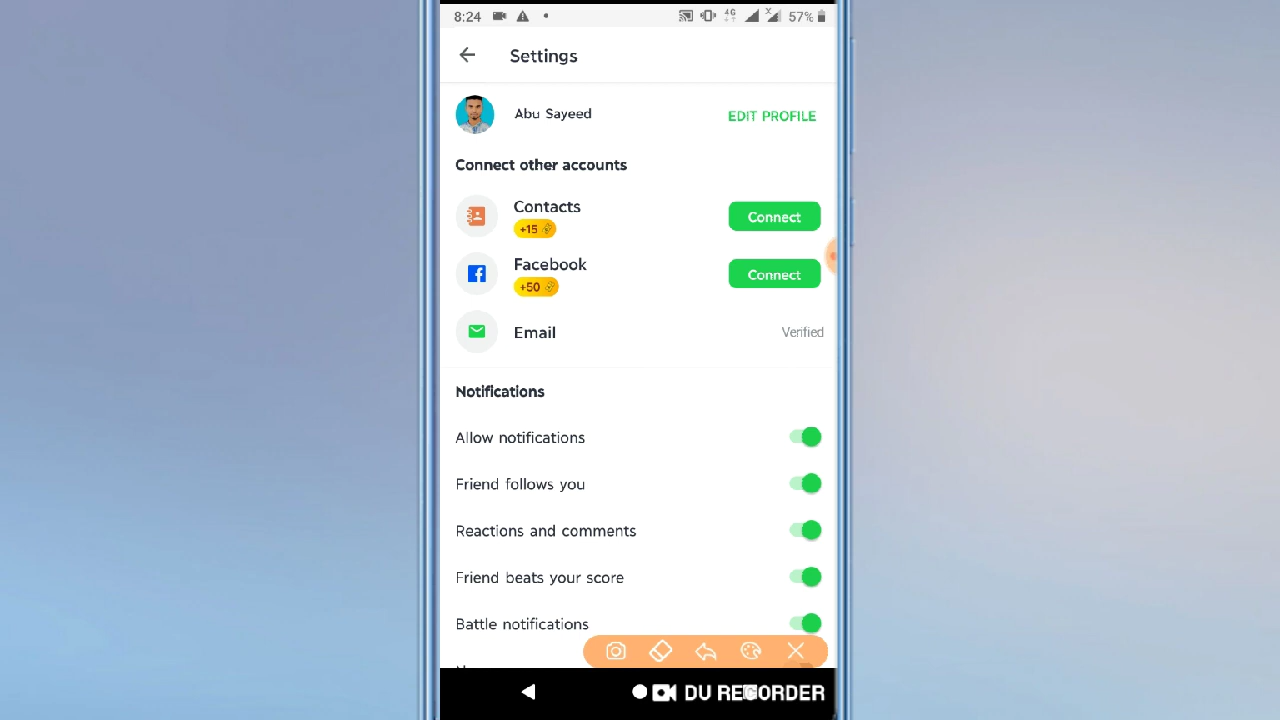 8:24 4G 57%
Settings
Abu Sayeed
EDIT PROFILE
Connect other accounts
Contacts
+15
Connect
Facebook
+50
Connect
Email
Verified
Notifications
Allow notifications
Friend follows you
Reactions and comments
Friend beats your score
Battle notifications
DU RECORDER